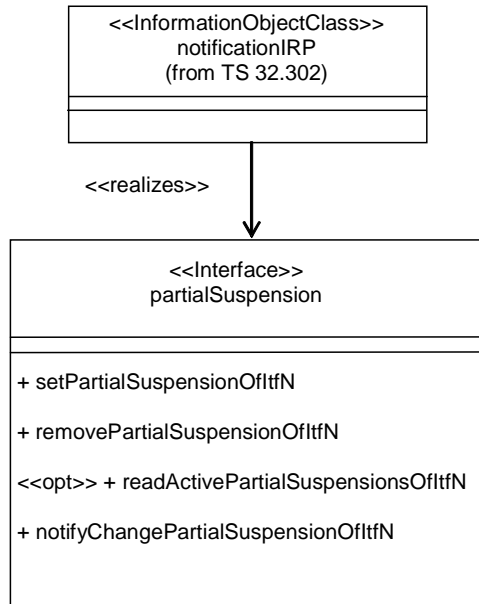 <<InformationObjectClass>>
notificationIRP
(from TS 32.302)
<<realizes>>
<<Interface>>
partialSuspension
+ setPartialSuspensionOfItfN
+ removePartialSuspensionOfItfN
<<opt>> + readActivePartialSuspensionsOfItfN
+ notifyChangePartialSuspensionOfItfN